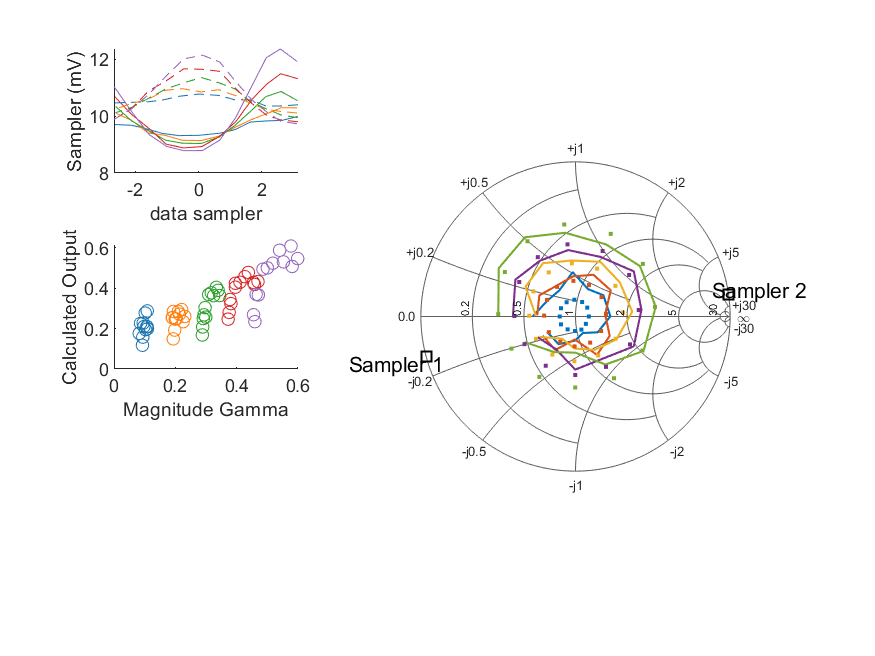 Sampler (mV)
12
10
8
-2
0
2
data sampler
Calculated Output
0.6
0.4
0.2
0
0
0.2
0.4
0.6
Magnitude Gamma
+j1
+j0.5
+j2
+j0.2
+j5
Sampler 2
+j30
∞
-j30
0.0
0.2
0.5
1
2
5
30
Sampler 1
-j0.2
-j5
-j0.5
-j2
-j1